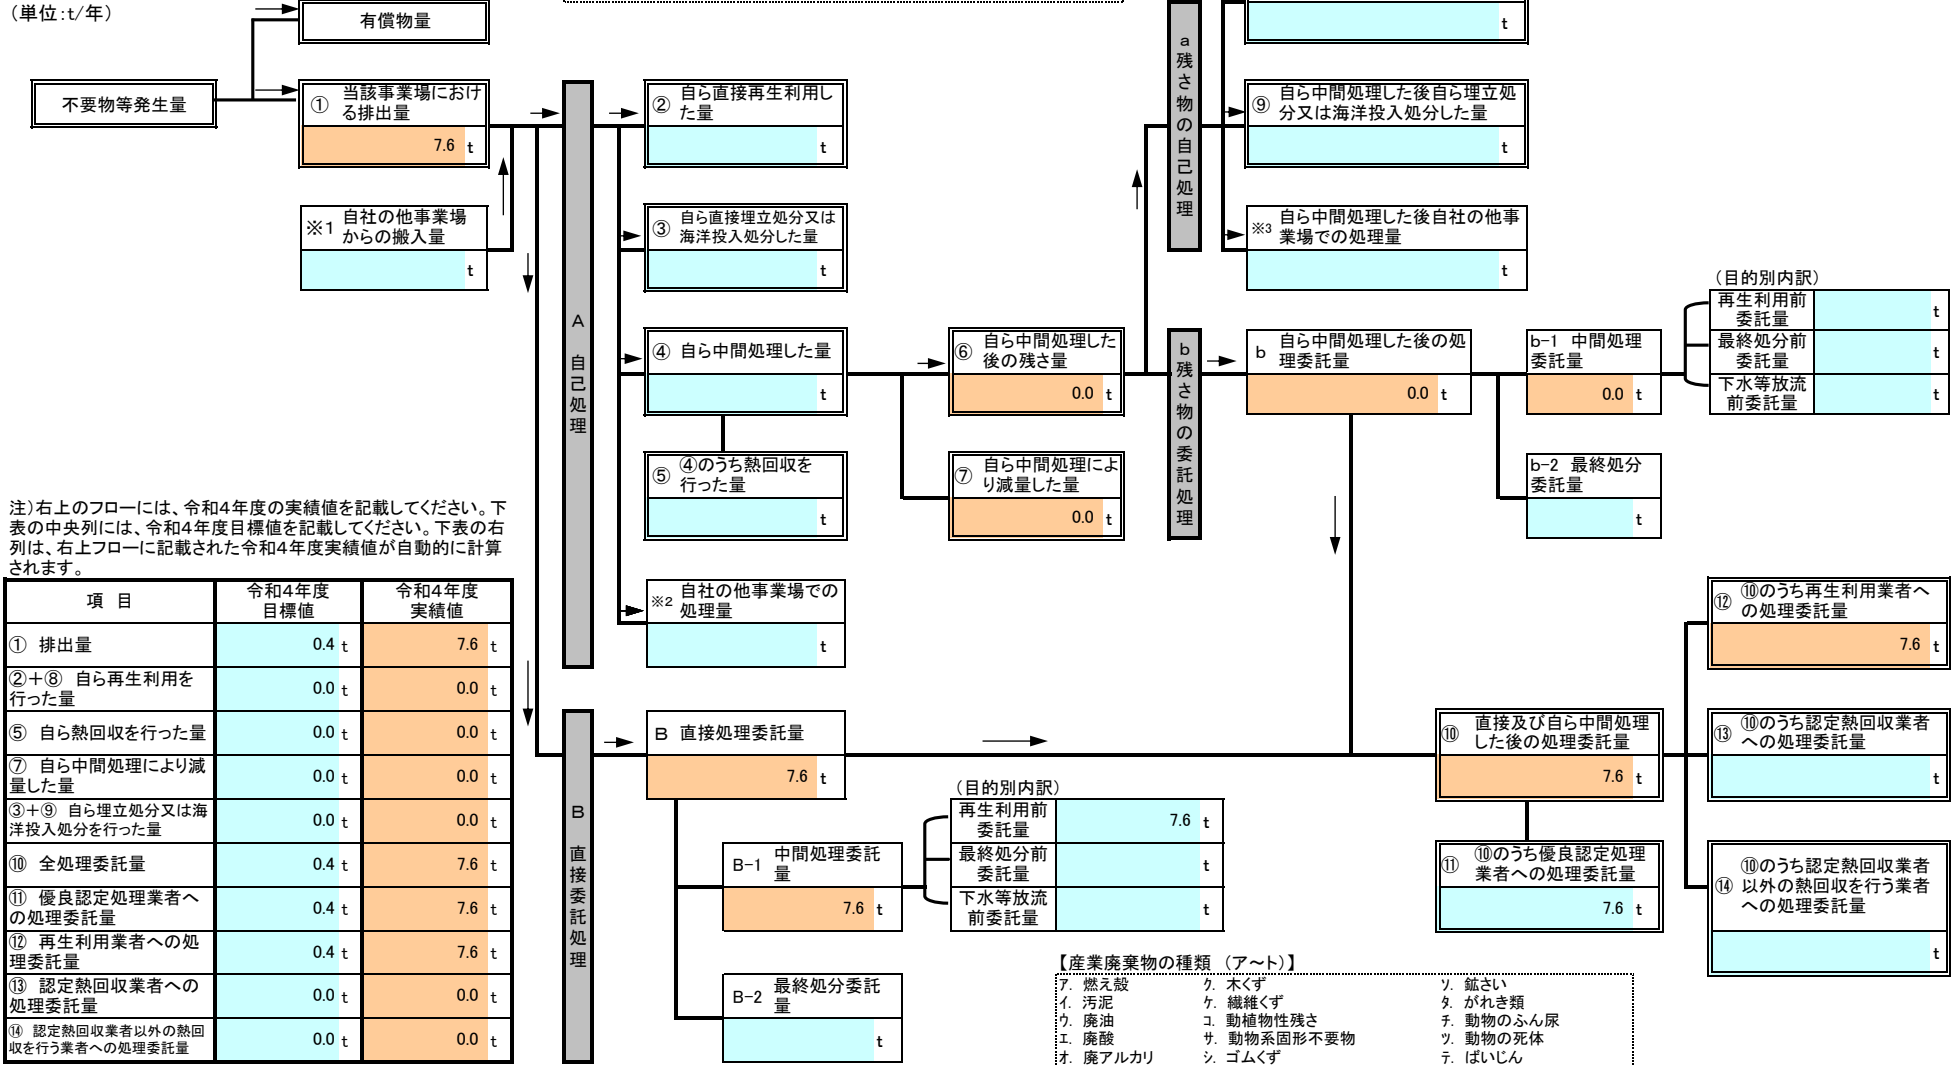 (単位:t/年)
有償物量
t
不要物等発生量
① 当該事業場におけ
る排出量
7.6 t
※1 自社の他事業場
からの搬入量
t
A 自己処理
② 自ら直接再生利用し
た量
t
③ 自ら直接埋立処分又は
海洋投入処分した量
t
④ 自ら中間処理した量
t
⑤ ④のうち熱回収を
行った量
t
※2 自社の他事業場での
処理量
t
⑥ 自ら中間処理した
後の残さ量
0.0 t
⑦ 自ら中間処理によ
り減量した量
0.0 t
a 残さ物の自己処理
⑨ 自ら中間処理した後自ら埋立処
分又は海洋投入処分した量
t
※3 自ら中間処理した後自社の他事
業場での処理量
t
b 残さ物の委託処理
b 自ら中間処理した後の処
理委託量
0.0 t
b-1 中間処理
委託量
0.0 t
b-2 最終処分
委託量
t
(目的別内訳)
再生利用前
委託量
t
最終処分前
委託量
t
下水等放流
前委託量
t
注)右上のフローには、令和4年度の実績値を記載してください。下
表の中央列には、令和4年度目標値を記載してください。下表の右
列は、右上フローに記載された令和4年度実績値が自動的に計算
されます。
項 目 令和4年度
目標値 令和4年度
実績値
① 排出量 0.4 t 7.6 t
②+⑧ 自ら再生利用を
行った量 0.0 t 0.0 t
⑤ 自ら熱回収を行った量 0.0 t 0.0 t
⑦ 自ら中間処理により減
量した量 0.0 t 0.0 t
③+⑨ 自ら埋立処分又は海
洋投入処分を行った量 0.0 t 0.0 t
⑩ 全処理委託量 0.4 t 7.6 t
⑪ 優良認定処理業者へ
の処理委託量 0.4 t 7.6 t
⑫ 再生利用業者への処
理委託量 0.4 t 7.6 t
⑬ 認定熱回収業者への
処理委託量 0.0 t 0.0 t
⑭ 認定熱回収業者以外の熱回
収を行う業者への処理委託量 0.0 t 0.0 t
B 直接委託処理
B 直接処理委託量
7.6 t
B-1 中間処理委託
量
7.6 t
B-2 最終処分委託
量
t
(目的別内訳)
再生利用前
委託量
7.6 t
最終処分前
委託量
t
下水等放流
前委託量
t
⑩ 直接及び自ら中間処理
した後の処理委託量
7.6 t
⑪ ⑩のうち優良認定処理
業者への処理委託量
7.6 t
⑫ ⑩のうち再生利用業者へ
の処理委託量
7.6 t
⑬ ⑩のうち認定熱回収業者
への処理委託量
t
⑭ ⑩のうち認定熱回収業者
以外の熱回収を行う業者
への処理委託量
t
【産業廃棄物の種類 (ア~ト)】
ア. 燃え殻 ク. 木くず ソ. 鉱さい
イ. 汚泥 ケ. 繊維くず タ. がれき類
ウ. 廃油 コ. 動植物性残さ チ. 動物のふん尿
エ. 廃酸 サ. 動物系固形不要物 ツ. 動物の死体
オ. 廃アルカリ シ. ゴムくず テ. ばいじん